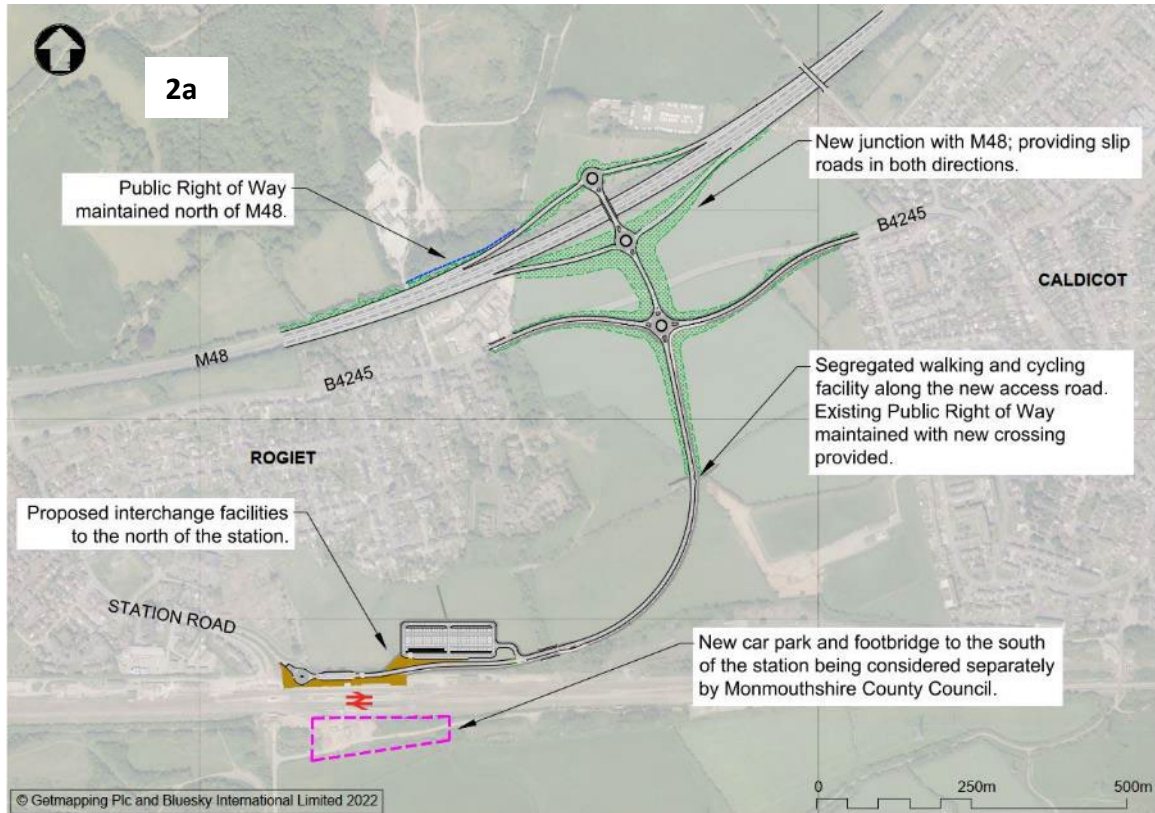 2a
New junction with M48; providing slip
roads in both directions.
Public Right of Way
maintained north of M48.
B4245
CALDICOT
M48
B4245
Segregated walking and cycling
facility along the new access road.
Existing Public Right of Way
maintained with new crossing
provided.
ROGIET
Proposed interchange facilities
to the north of the station.
STATION ROAD
New car park and footbridge to the south
of the station being considered separately
by Monmouthshire County Council.
0 250m 500m
© Getmapping Plc and Bluesky International Limited 2022